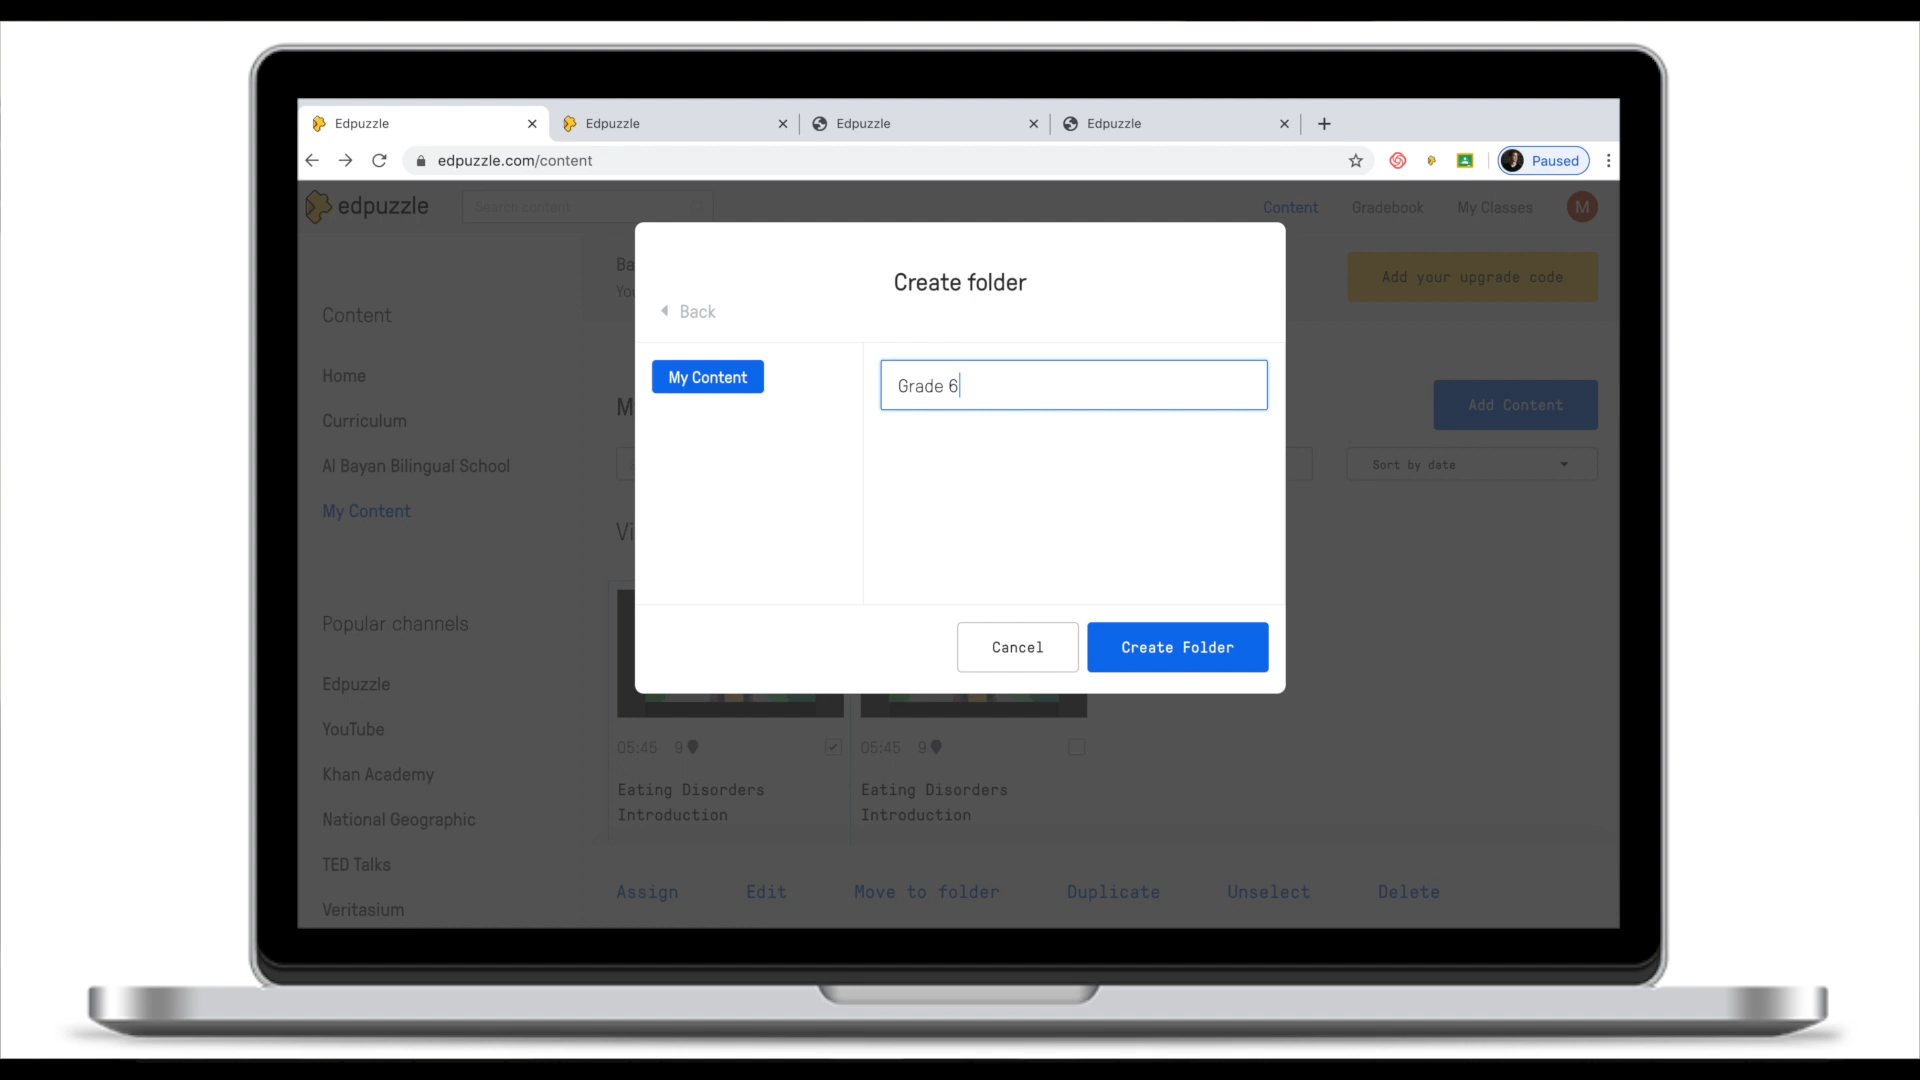 Edpuzzle
Edpuzzle
Edpuzzle
Edpuzzle
edpuzzle.com/content
Paused
edpuzzle
Search content
Content
Gradebook
My Classes
M
Add your upgrade code
Create folder
Back
Content
My Content
Grade 6
Home
Curriculum
Add Content
Al Bayan Bilingual School
Sort by date
My Content
Cancel
Create Folder
Popular channels
Edpuzzle
YouTube
Khan Academy
National Geographic
TED Talks
Veritasium
05:45 9
05:45 9
Eating Disorders
Introduction
Eating Disorders
Introduction
Assign
Edit
Move to folder
Duplicate
Unselect
Delete